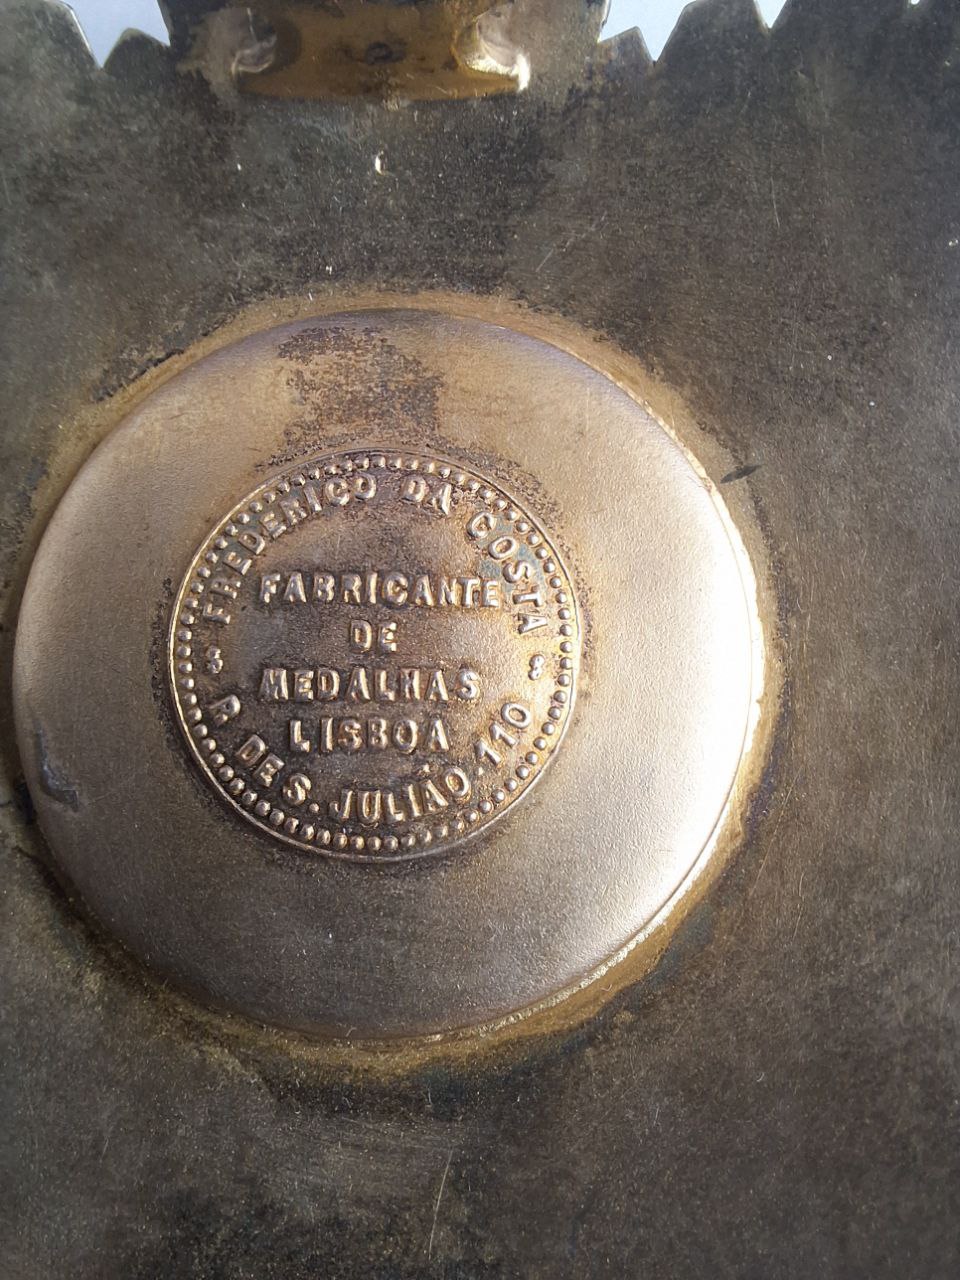 FREDERICO DA COSTA
FABRICANTE
DE
MEDALHAS
LISBOA
R. DE S. JULIÃO. 110